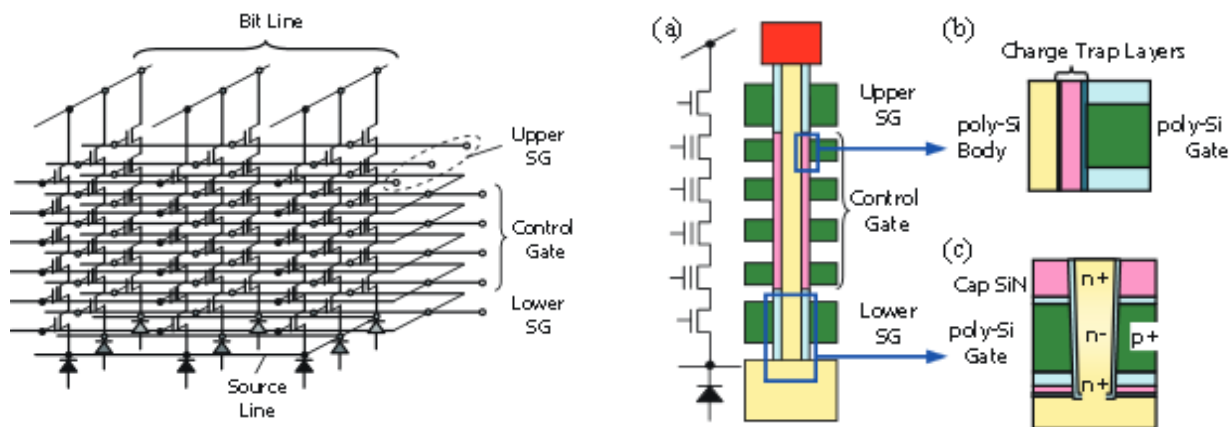 Bit Line
Upper
SG
Control
Gate
Lower
SG
Source
Line
(a)
Upper
SG
Control
Gate
Lower
SG
(b)
Charge Trap Layers
poly-Si
Body
poly-Si
Gate
(c)
Cap SiN
poly-Si
Gate
n+
n-
n+
p+